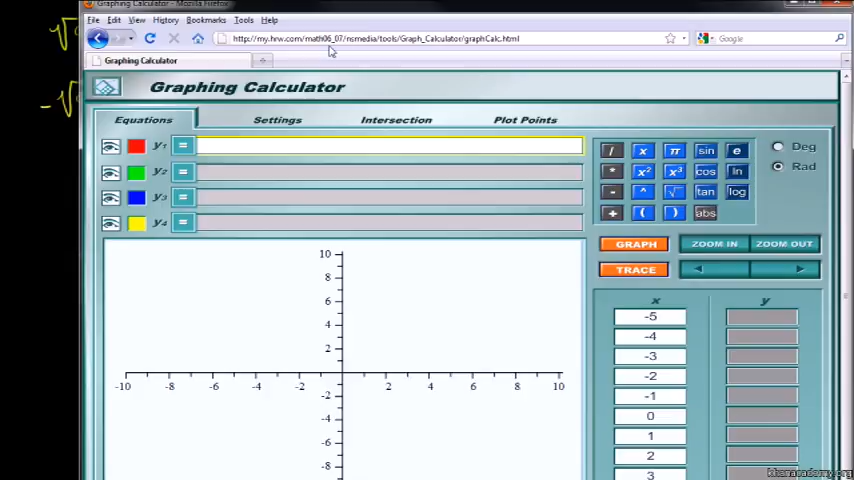 Graphing Calculator - Mozilla Firefox
File Edit View History Bookmarks Tools Help
http://my.hrw.com/math06_07/nsmedia/tools/Graph_Calculator/graphCalc.html
Google
Graphing Calculator
Graphing Calculator
Equations Settings Intersection Plot Points
y1 =
y2 =
y3 =
y4 =
/ x π sin e
* x² x³ cos ln
- ^ √ tan log
+ ( ) abs
Deg
Rad
GRAPH ZOOM IN ZOOM OUT
TRACE
x y
-5
-4
-3
-2
-1
0
1
2
3
10
8
6
4
2
-10 -8 -6 -4 -2 2 4 6 8 10
-2
-4
-6
-8
√
-√
khanacademy.org